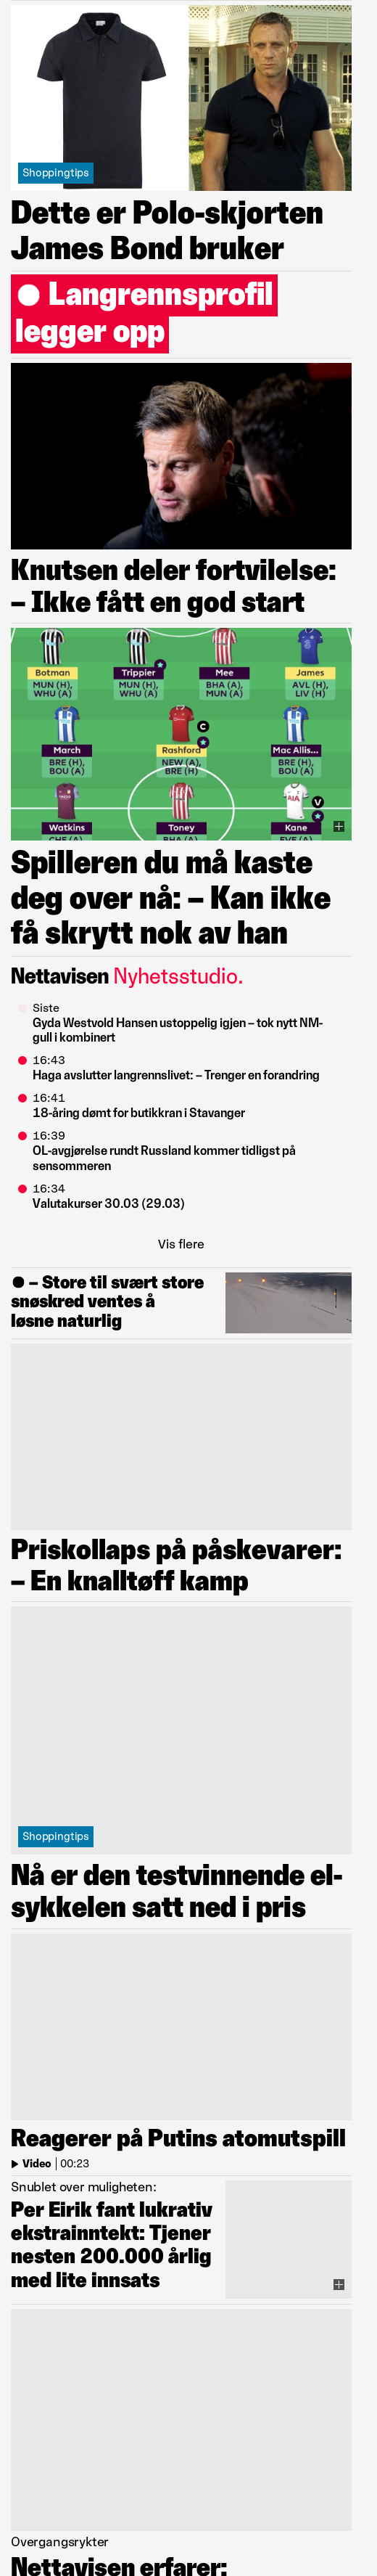 Shoppingtips
Dette er Polo-skjorten
James Bond bruker
Langrennsprofil
legger opp
Knutsen deler fortvilelse:
– Ikke fått en god start
Botman
Trippier
Mee
James
MUN (H),
WHU (A)
MUN (H),
WHU (A)
BHA (A),
MUN (A)
AVL (H),
LIV (H)
C
March
Rashford
Mac Allis...
BRE (H),
BOU (A)
NEW (A),
BRE (H)
BRE (H),
BOU (A)
AIA
V
Watkins
Toney
Kane
CHE (A)
BHA (A)
EVE (A)
Spilleren du må kaste
deg over nå: – Kan ikke
få skrytt nok av han
Nettavisen Nyhetsstudio.
Siste
Gyda Westvold Hansen ustoppelig igjen – tok nytt NM-
gull i kombinert
16:43
Haga avslutter langrennslivet: – Trenger en forandring
16:41
18-åring dømt for butikkran i Stavanger
16:39
OL-avgjørelse rundt Russland kommer tidligst på
sensommeren
16:34
Valutakurser 30.03 (29.03)
Vis flere
– Store til svært store
snøskred ventes å
løsne naturlig
Priskollaps på påskevarer:
– En knalltøff kamp
Shoppingtips
Nå er den testvinnende el-
sykkelen satt ned i pris
Reagerer på Putins atomutspill
Video | 00:23
Snublet over muligheten:
Per Eirik fant lukrativ
ekstrainntekt: Tjener
nesten 200.000 årlig
med lite innsats
Overgangsrykter
Nettavisen erfarer: